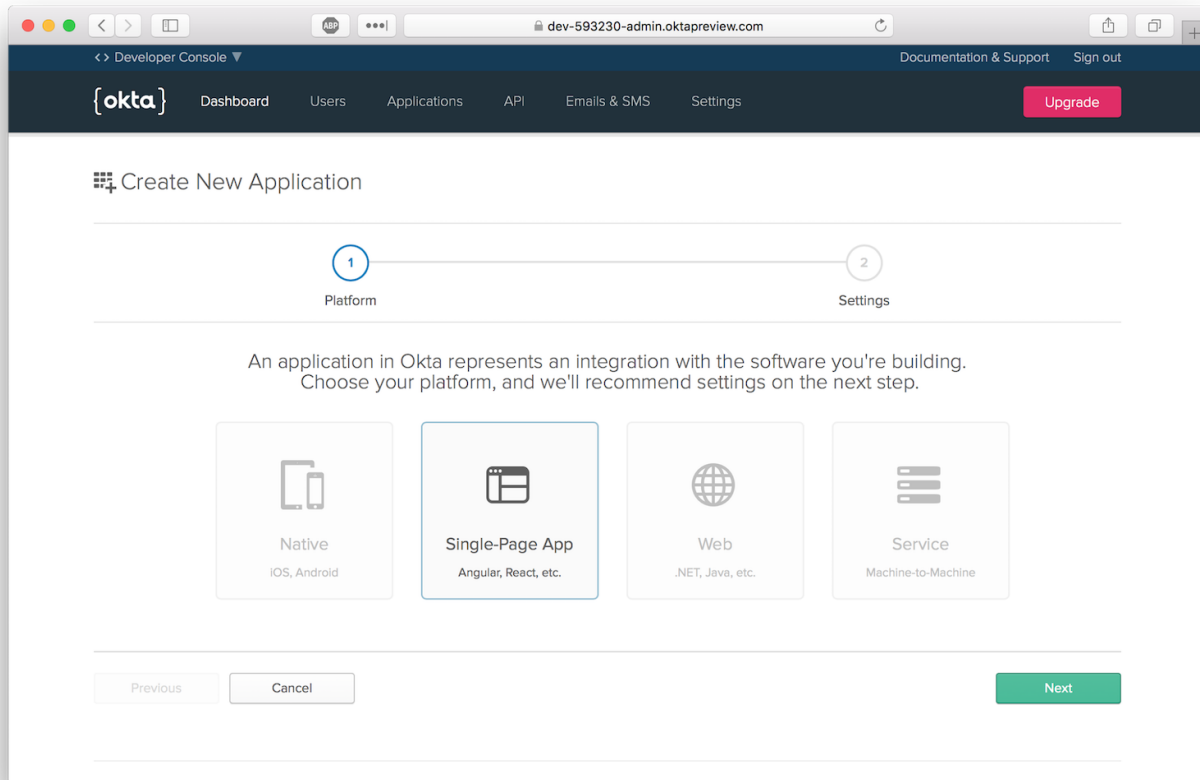 ABP
dev-593230-admin.oktapreview.com
<> Developer Console ▼
Documentation & Support
Sign out
{okta}
Dashboard
Users
Applications
API
Emails & SMS
Settings
Upgrade
Create New Application
1
2
Platform
Settings
An application in Okta represents an integration with the software you're building.
Choose your platform, and we'll recommend settings on the next step.
Native
iOS, Android
Single-Page App
Angular, React, etc.
Web
.NET, Java, etc.
Service
Machine-to-Machine
Previous
Cancel
Next